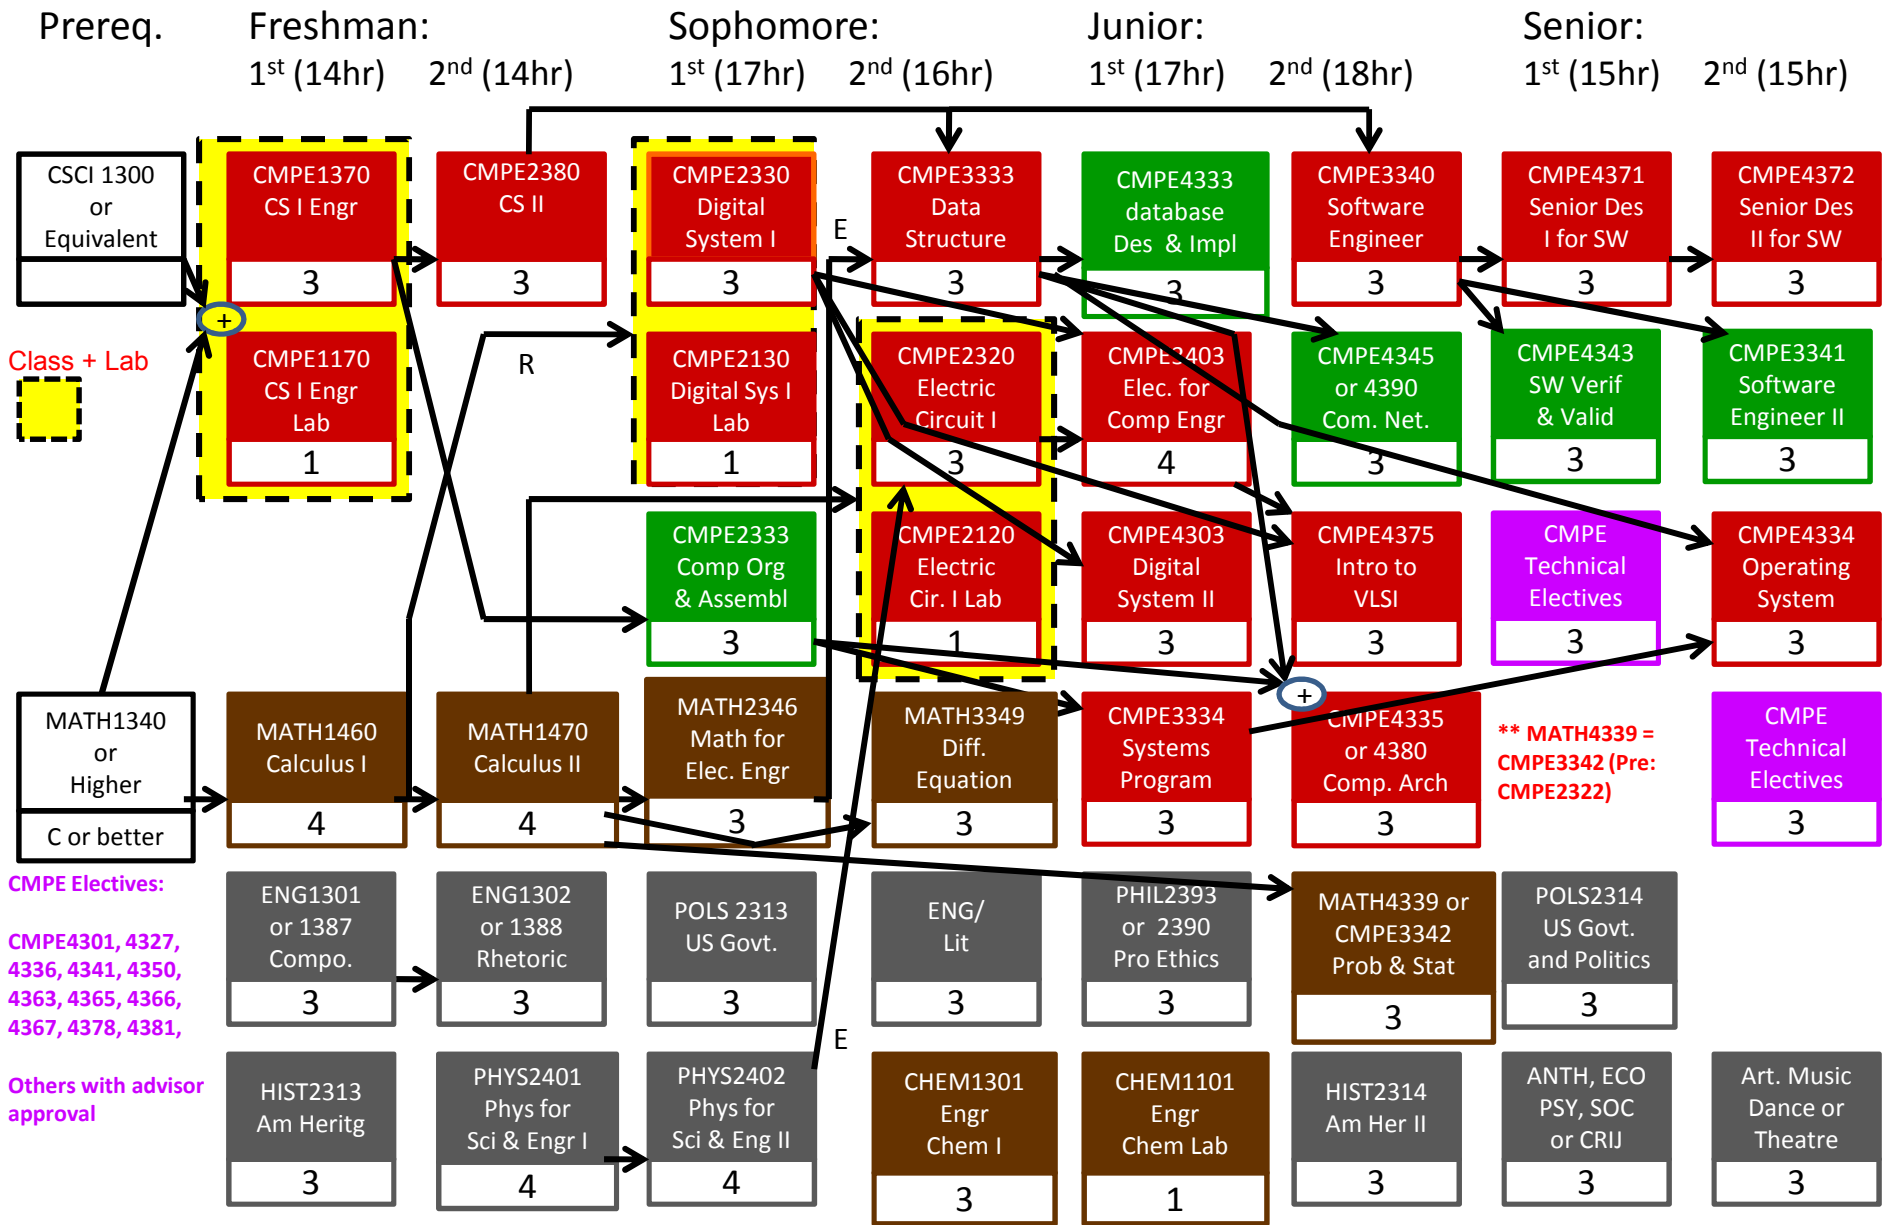 Prereq.
Freshman:
Sophomore:
Junior:
Senior:
1st (14hr)
2nd (14hr)
1st (17hr)
2nd (16hr)
1st (17hr)
2nd (18hr)
1st (15hr)
2nd (15hr)
CSCI 1300
or
Equivalent
CMPE1370
CS I Engr
3
CMPE2380
CS II
3
CMPE2330
Digital
System I
3
E
CMPE3333
Data
Structure
3
CMPE4333
database
Des & Impl
3
CMPE3340
Software
Engineer
3
CMPE4371
Senior Des
I for SW
3
CMPE4372
Senior Des
II for SW
3
+
Class + Lab
CMPE1170
CS I Engr
Lab
1
R
CMPE2130
Digital Sys I
Lab
1
CMPE2320
Electric
Circuit I
3
CMPE3403
Elec. for
Comp Engr
4
CMPE4345
or 4390
Com. Net.
3
CMPE4343
SW Verif
& Valid
3
CMPE3341
Software
Engineer II
3
CMPE2333
Comp Org
& Assembl
3
CMPE2120
Electric
Cir. I Lab
1
CMPE4303
Digital
System II
3
CMPE4375
Intro to
VLSI
3
CMPE
Technical
Electives
3
CMPE4334
Operating
System
3
MATH1340
or
Higher
C or better
MATH1460
Calculus I
4
MATH1470
Calculus II
4
MATH2346
Math for
Elec. Engr
3
MATH3349
Diff.
Equation
3
CMPE3334
Systems
Program
3
+
CMPE4335
or 4380
Comp. Arch
3
** MATH4339 =
CMPE3342 (Pre:
CMPE2322)
CMPE
Technical
Electives
3
CMPE Electives:
CMPE4301, 4327,
4336, 4341, 4350,
4363, 4365, 4366,
4367, 4378, 4381,
Others with advisor
approval
ENG1301
or 1387
Compo.
3
ENG1302
or 1388
Rhetoric
3
POLS 2313
US Govt.
3
ENG/
Lit
3
PHIL2393
or 2390
Pro Ethics
3
MATH4339 or
CMPE3342
Prob & Stat
3
POLS2314
US Govt.
and Politics
3
HIST2313
Am Heritg
3
PHYS2401
Phys for
Sci & Engr I
4
PHYS2402
Phys for
Sci & Eng II
4
E
CHEM1301
Engr
Chem I
3
CHEM1101
Engr
Chem Lab
1
HIST2314
Am Her II
3
ANTH, ECO
PSY, SOC
or CRIJ
3
Art. Music
Dance or
Theatre
3